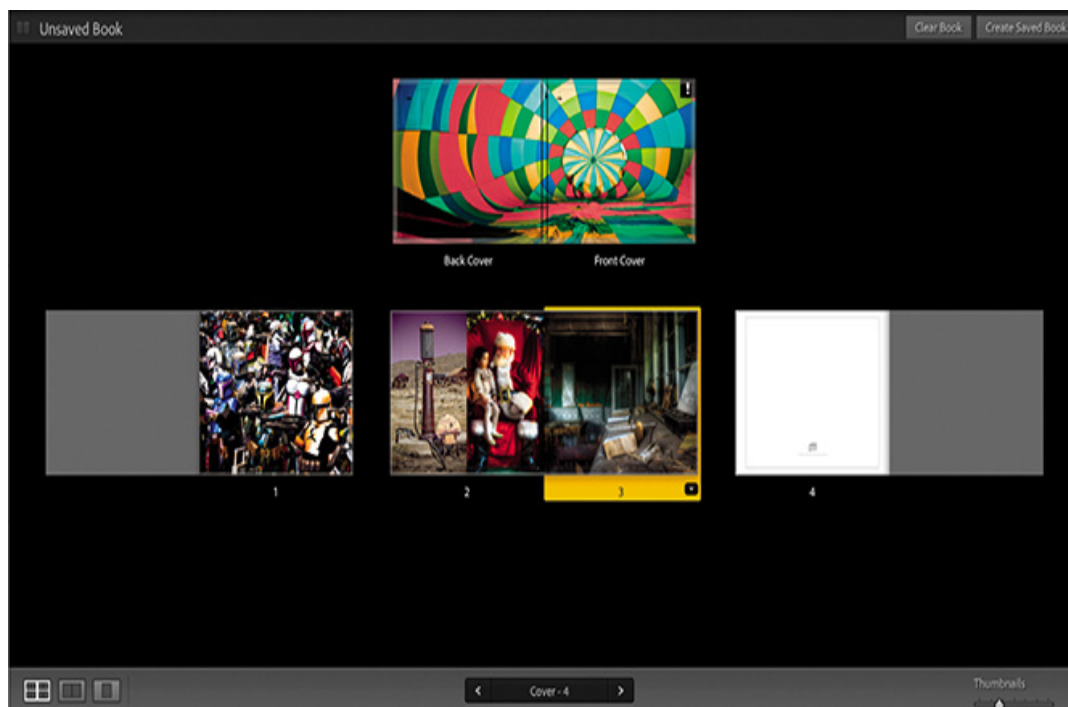 Unsaved Book
Clear Book
Create Saved Book
!
Back Cover
Front Cover
1
2
3
4
< Cover - 4 >
Thumbnails